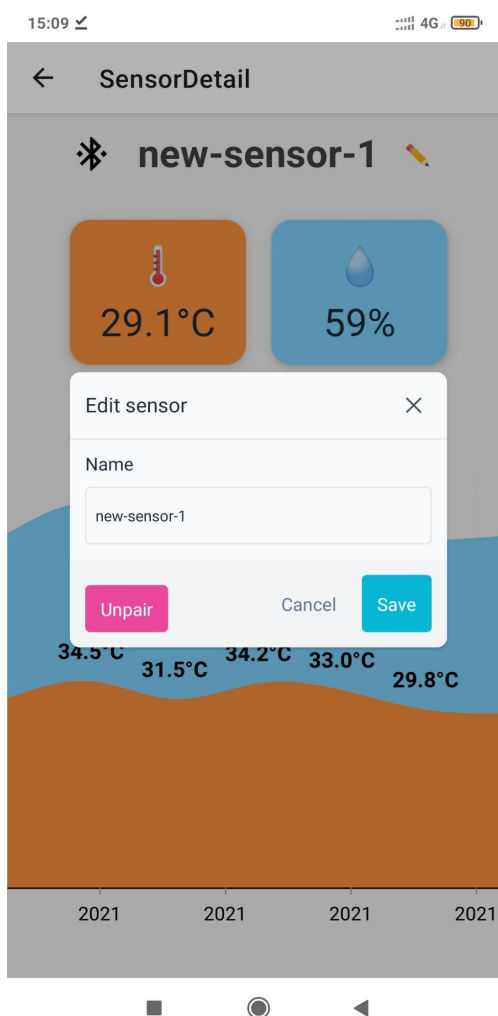 15:09 4G 90
SensorDetail
new-sensor-1
29.1°C 59%
Edit sensor
Name
new-sensor-1
Unpair Cancel Save
34.5°C 31.5°C 34.2°C 33.0°C 29.8°C
2021 2021 2021 2021